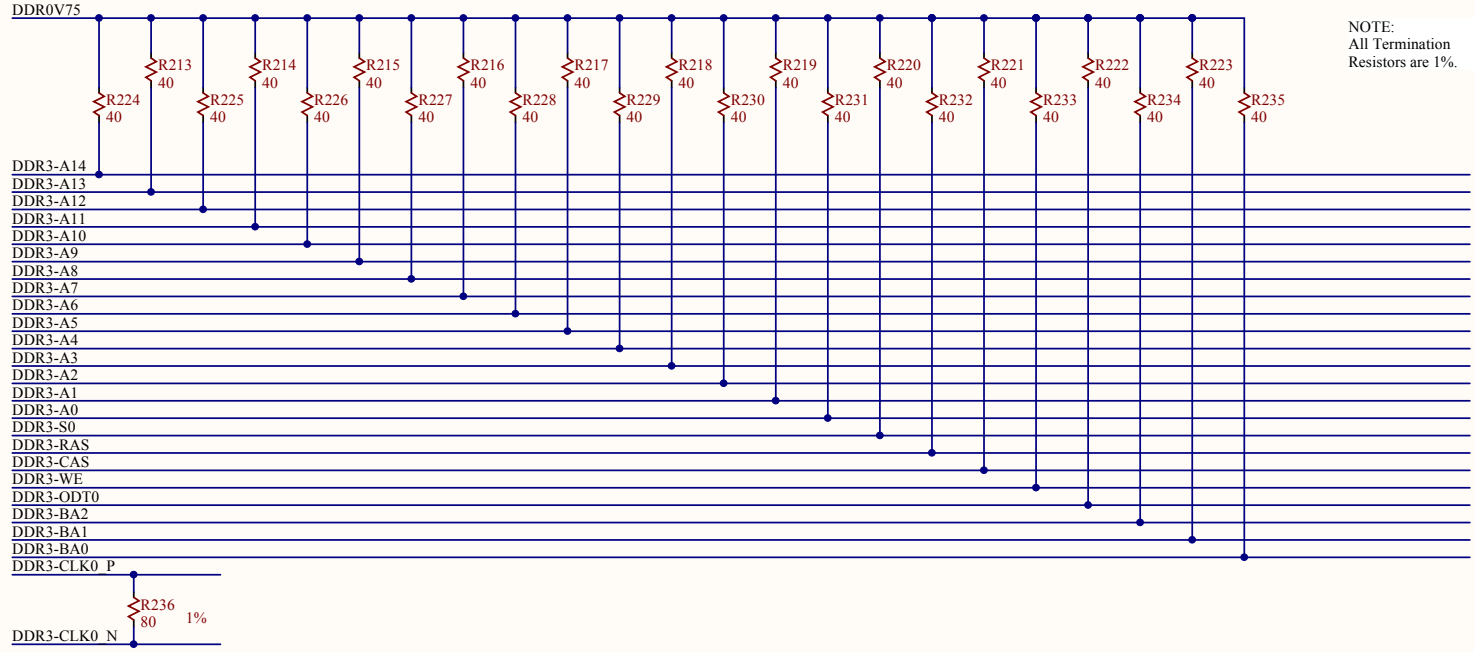 DDR0V75
NOTE:
All Termination
Resistors are 1%.
R213 R214 R215 R216 R217 R218 R219 R220 R221 R222 R223
40 40 40 40 40 40 40 40 40 40 40
R224 R225 R226 R227 R228 R229 R230 R231 R232 R233 R234 R235
40 40 40 40 40 40 40 40 40 40 40 40
DDR3-A14
DDR3-A13
DDR3-A12
DDR3-A11
DDR3-A10
DDR3-A9
DDR3-A8
DDR3-A7
DDR3-A6
DDR3-A5
DDR3-A4
DDR3-A3
DDR3-A2
DDR3-A1
DDR3-A0
DDR3-S0
DDR3-RAS
DDR3-CAS
DDR3-WE
DDR3-ODT0
DDR3-BA2
DDR3-BA1
DDR3-BA0
DDR3-CLK0_P
R236
80 1%
DDR3-CLK0_N